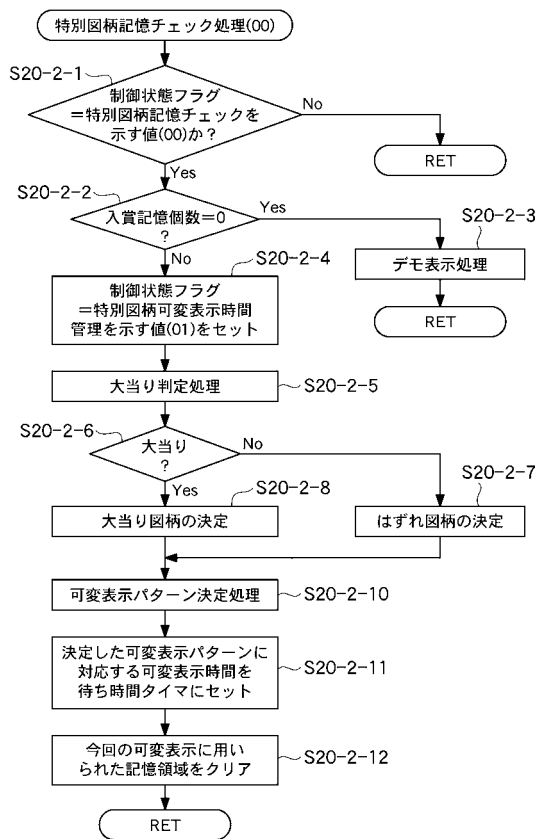 特別図柄記憶チェック処理(00)
S20-2-1
制御状態フラグ
=特別図柄記憶チェックを
示す値(00)か?
No
RET
Yes
S20-2-2
入賞記憶個数=0
?
Yes
S20-2-3
デモ表示処理
RET
No
S20-2-4
制御状態フラグ
=特別図柄可変表示時間
管理を示す値(01)をセット
大当り判定処理
S20-2-5
S20-2-6
大当り
?
No
S20-2-7
はずれ図柄の決定
Yes
S20-2-8
大当り図柄の決定
可変表示パターン決定処理
S20-2-10
決定した可変表示パターンに
対応する可変表示時間を
待ち時間タイマにセット
S20-2-11
今回の可変表示に用い
られた記憶領域をクリア
S20-2-12
RET